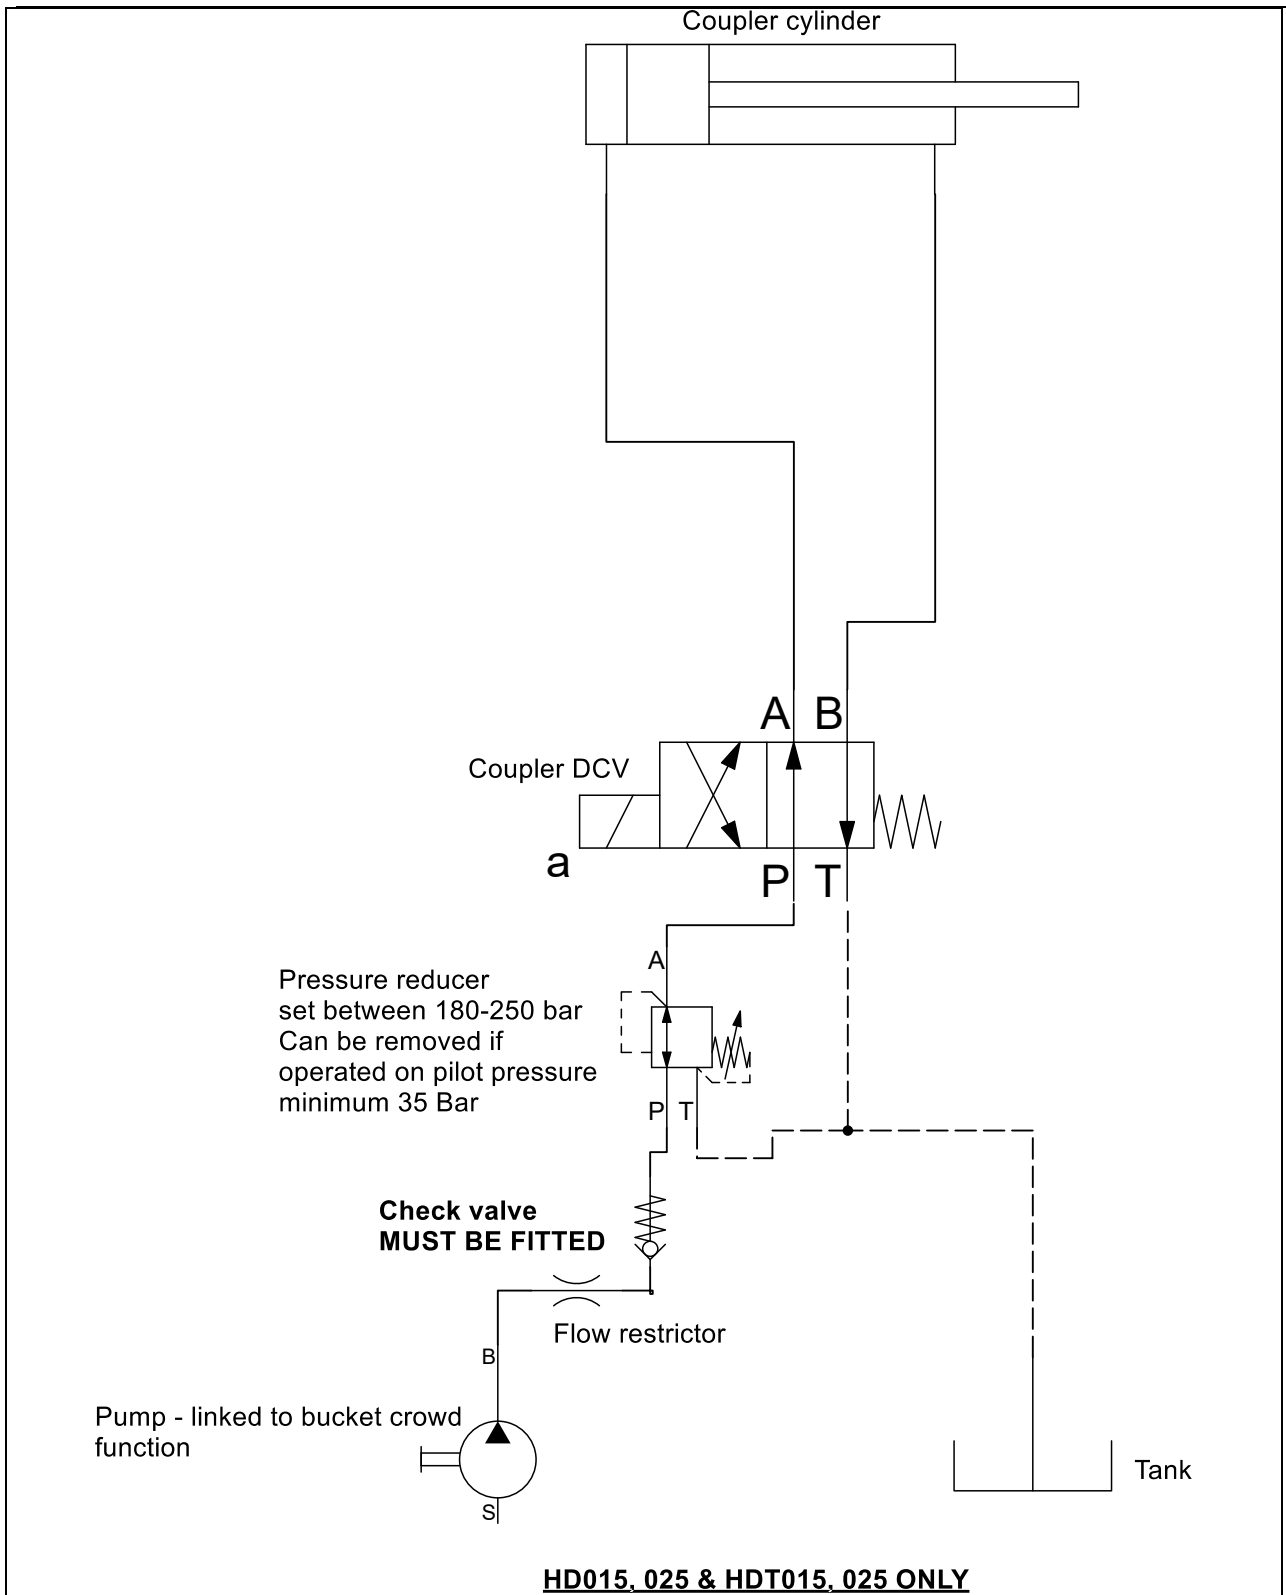 Coupler cylinder
A B
Coupler DCV
a
P T
A
Pressure reducer
set between 180-250 bar
Can be removed if
operated on pilot pressure
minimum 35 Bar
P T
Check valve
MUST BE FITTED
Flow restrictor
B
Pump - linked to bucket crowd
function
S
Tank
HD015, 025 & HDT015, 025 ONLY